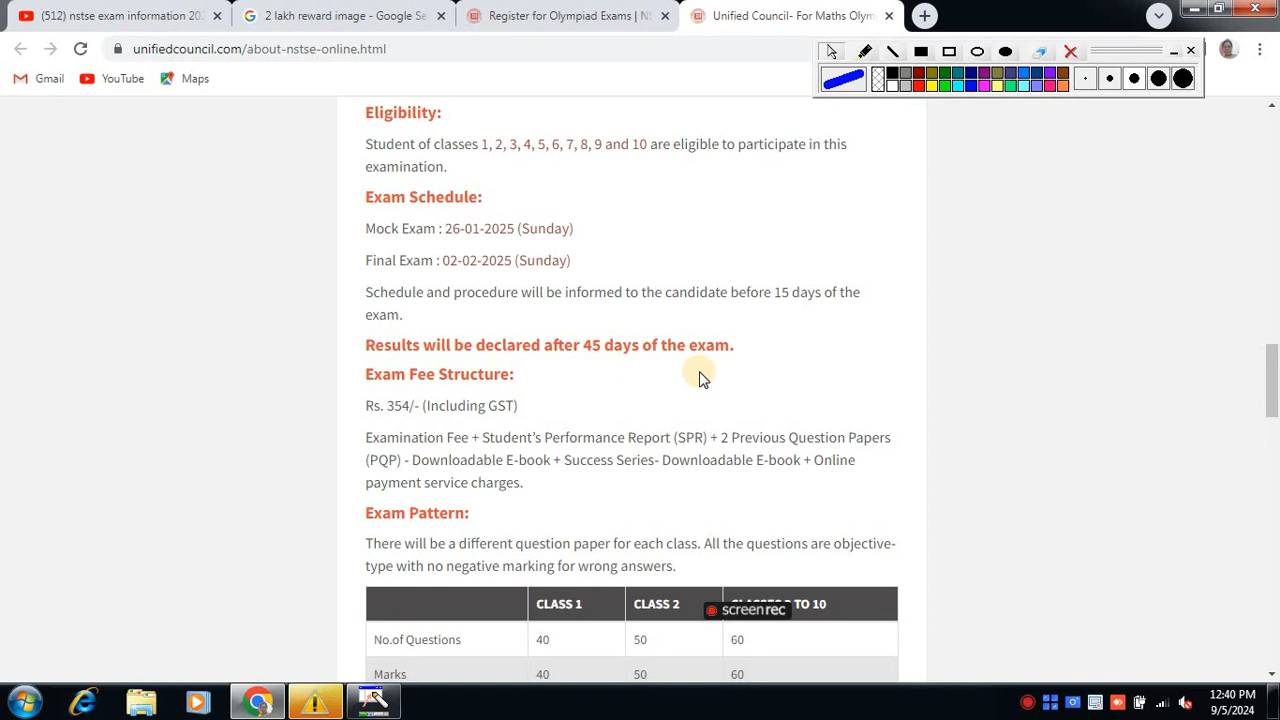 (512) nstse exam information 202
2 lakh reward image - Google Se
Register for Olympiad Exams | NS
Unified Council- For Maths Olym
unifiedcouncil.com/about-nstse-online.html
Gmail
YouTube
Maps
Eligibility:
Student of classes 1, 2, 3, 4, 5, 6, 7, 8, 9 and 10 are eligible to participate in this
examination.
Exam Schedule:
Mock Exam : 26-01-2025 (Sunday)
Final Exam : 02-02-2025 (Sunday)
Schedule and procedure will be informed to the candidate before 15 days of the
exam.
Results will be declared after 45 days of the exam.
Exam Fee Structure:
Rs. 354/- (Including GST)
Examination Fee + Student's Performance Report (SPR) + 2 Previous Question Papers
(PQP) - Downloadable E-book + Success Series- Downloadable E-book + Online
payment service charges.
Exam Pattern:
There will be a different question paper for each class. All the questions are objective-
type with no negative marking for wrong answers.
CLASS 1 CLASS 2 TO 10
screenrec
No.of Questions 40 50 60
Marks 40 50 60
12:40 PM
9/5/2024